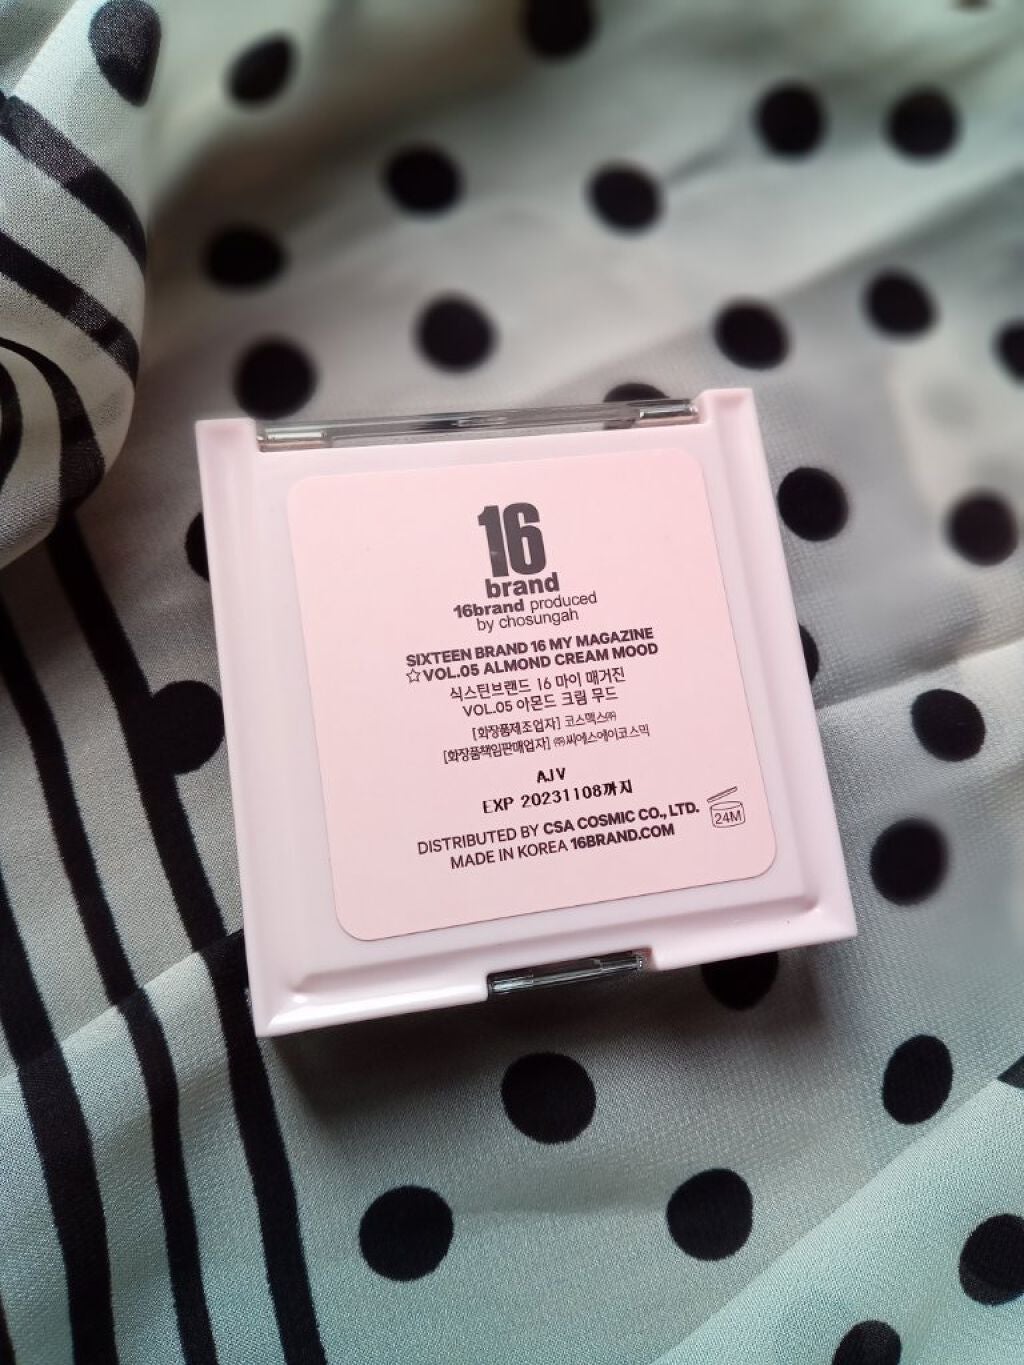 16
brand
16brand produced
by chosungah
SIXTEEN BRAND 16 MY MAGAZINE
☆VOL.05 ALMOND CREAM MOOD
식스틴브랜드 16 마이 매거진
VOL.05 아몬드 크림 무드
[화장품제조업자] 코스맥스㈜
[화장품책임판매업자] ㈜씨에스에이코스믹
AJV
EXP 20231108까지
DISTRIBUTED BY CSA COSMIC CO., LTD.
MADE IN KOREA 16BRAND.COM
24M